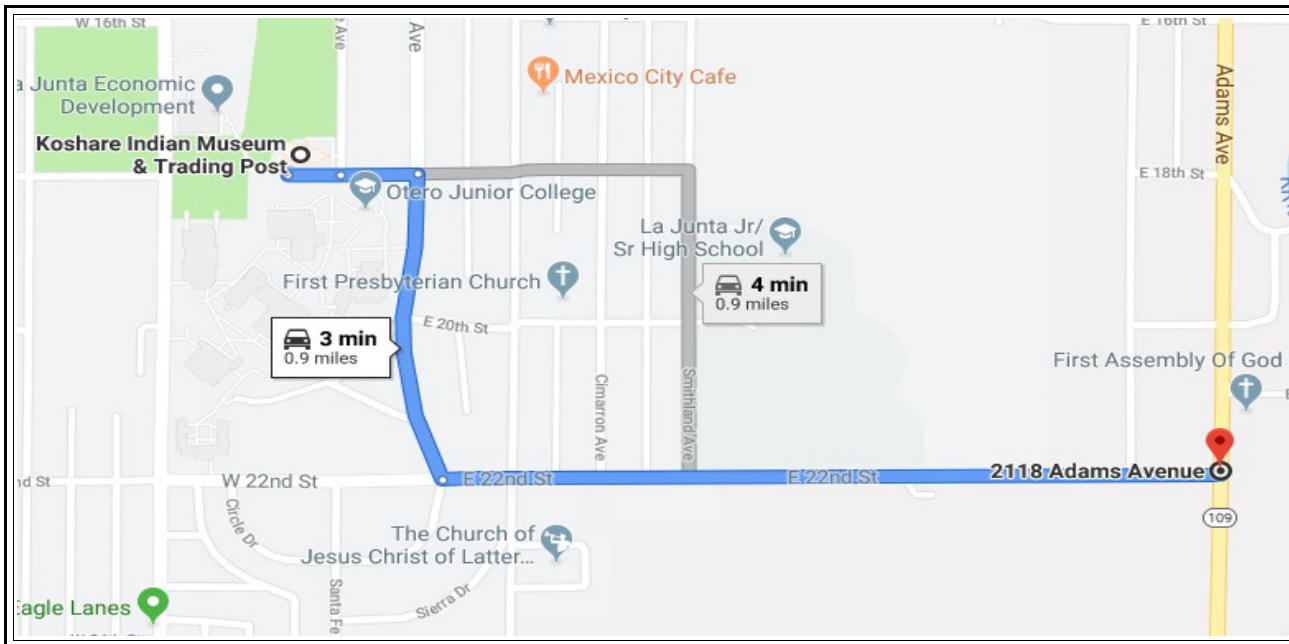 W 16th St
Ave
Ave
E 16th St
Adams Ave
a Junta Economic
Development
Mexico City Cafe
Koshare Indian Museum
& Trading Post
E 18th St
Otero Junior College
La Junta Jr/
Sr High School
First Presbyterian Church
4 min
0.9 miles
E 20th St
3 min
0.9 miles
First Assembly Of God
Cimarron Ave
Smithland Ave
2118 Adams Avenue
nd St
W 22nd St
E 22nd St
E 22nd St
109
Circle Dr
The Church of
Jesus Christ of Latter...
Santa Fe
Sierra Dr
Eagle Lanes